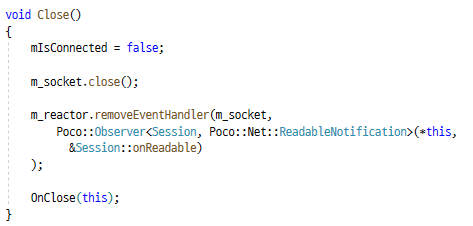 void Close()
{
    mIsConnected = false;
    m_socket.close();
    m_reactor.removeEventHandler(m_socket,
        Poco::Observer<Session, Poco::Net::ReadableNotification>(*this,
          &Session::onReadable)
    );
    OnClose(this);
}